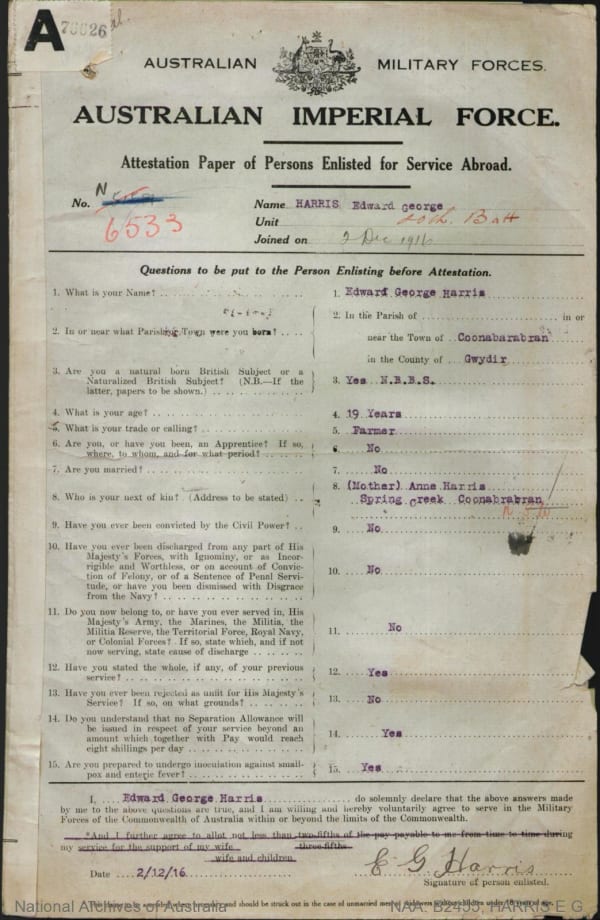 A 76626
AUSTRALIAN MILITARY FORCES.
AUSTRALIAN IMPERIAL FORCE.
Attestation Paper of Persons Enlisted for Service Abroad.
No. N
6533
Name HARRIS Edward George
Unit Batt
Joined on 2 Dec 1916
Questions to be put to the Person Enlisting before Attestation.
1. What is your Name? 1. Edward George Harris
2. In or near what Parish or Town were you born? 2. In the Parish of in or
near the Town of Coonabarabran
in the County of Gwydir
3. Are you a natural born British Subject or a
Naturalized British Subject? (N.B.—If the
latter, papers to be shown.) 3. Yes N.B.B.S.
4. What is your age? 4. 19 Years
5. What is your trade or calling? 5. Farmer
6. Are you, or have you been, an Apprentice? If so,
where, to whom, and for what period? 6. No
7. Are you married? 7. No
8. Who is your next of kin? (Address to be stated) 8. (Mother) Anne Harris
Spring Creek Coonabrabran
9. Have you ever been convicted by the Civil Power? 9. No
10. Have you ever been discharged from any part of His
Majesty's Forces, with Ignominy, or as Incor-
rigible and Worthless, or on account of Convic-
tion of Felony, or of a Sentence of Penal Servi-
tude, or have you been dismissed with Disgrace
from the Navy? 10. No
11. Do you now belong to, or have you ever served in, His
Majesty's Army, the Marines, the Militia, the
Militia Reserve, the Territorial Force, Royal Navy,
or Colonial Forces? If so, state which, and if not
now serving, state cause of discharge 11. No
12. Have you stated the whole, if any, of your previous
service? 12. Yes
13. Have you ever been rejected as unfit for His Majesty's
Service? If so, on what grounds? 13. No
14. Do you understand that no Separation Allowance will
be issued in respect of your service beyond an
amount which together with Pay would reach
eight shillings per day 14. Yes
15. Are you prepared to undergo inoculation against small-
pox and enteric fever? 15. Yes
I, Edward George Harris do solemnly declare that the above answers made
by me to the above questions are true, and I am willing and hereby voluntarily agree to serve in the Military
Forces of the Commonwealth of Australia within or beyond the limits of the Commonwealth.
*And I further agree to allot not less than two-fifths of the pay payable to me from time to time during
three-fifths
my service for the support of my wife
wife and children.
Date 2/12/16 E G Harris
Signature of person enlisted.
National Archives of Australia NAA: B2455, HARRIS E G